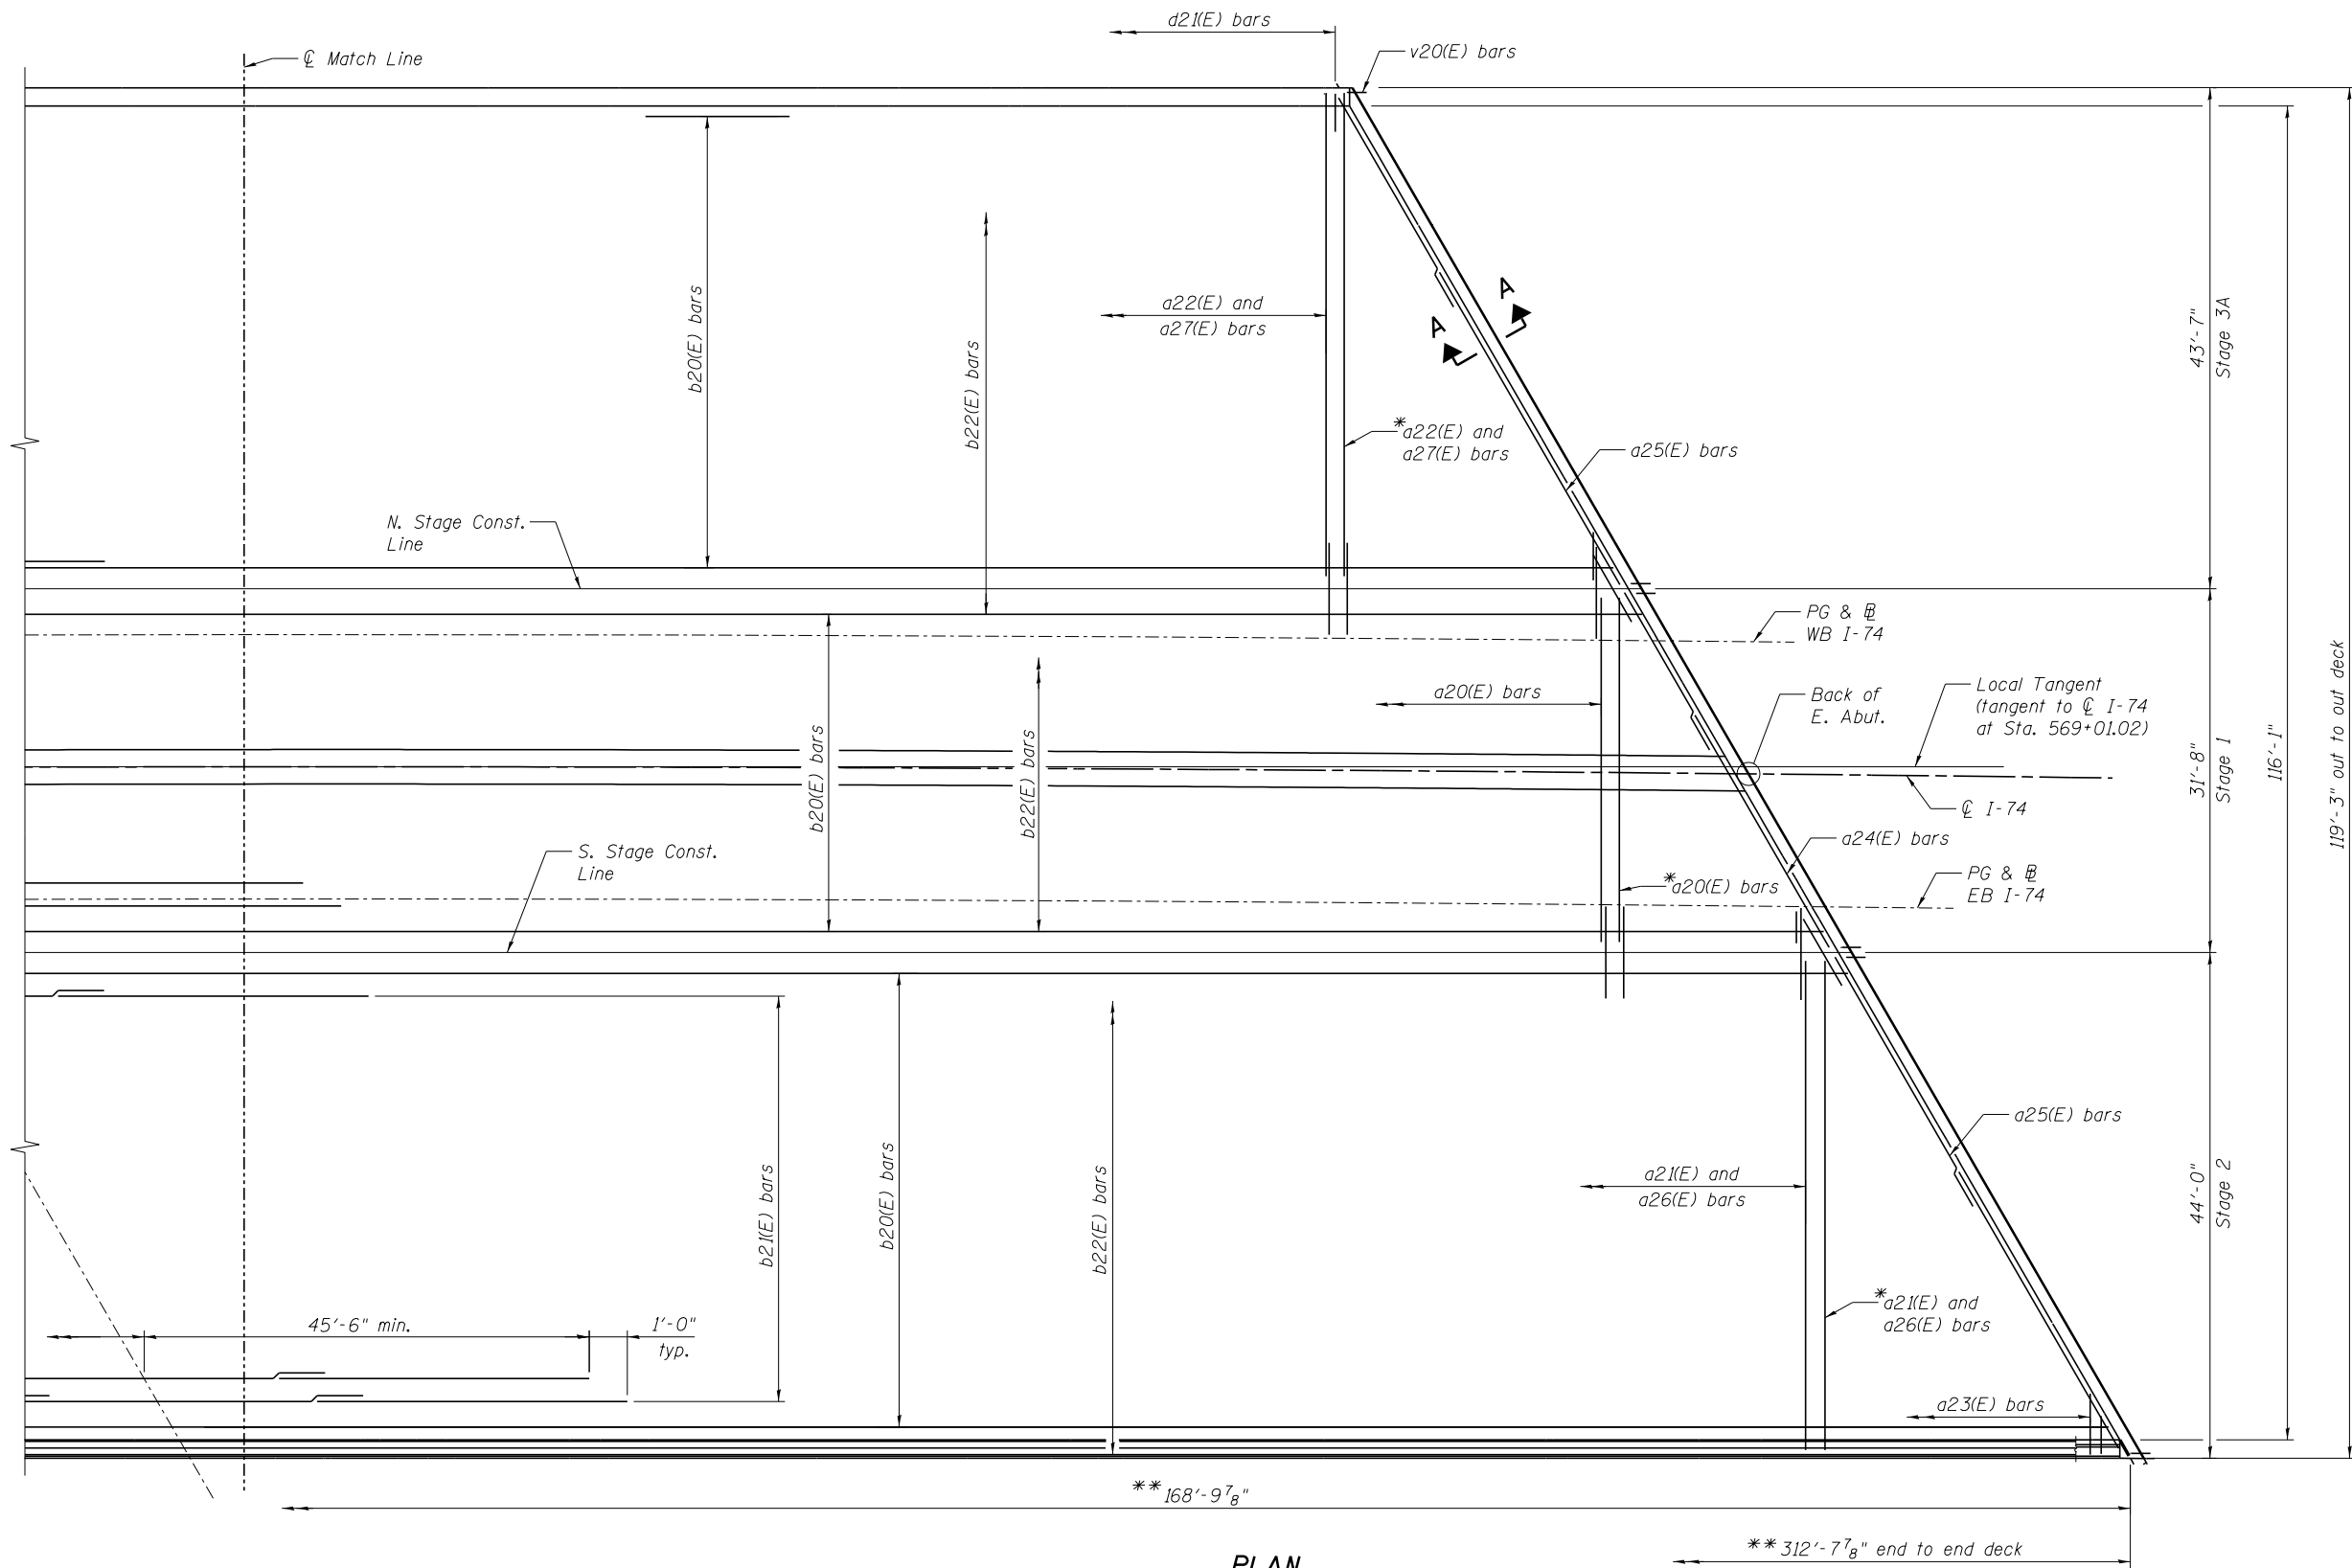 d21(E) bars
℄ Match Line
v20(E) bars
b20(E) bars
b22(E) bars
a22(E) and
a27(E) bars
A
A
43'-7"
Stage 3A
*a22(E) and
a27(E) bars
a25(E) bars
N. Stage Const.
Line
PG & ℄
WB I-74
a20(E) bars
Back of
E. Abut.
Local Tangent
(tangent to ℄ I-74
at Sta. 569+01.02)
b20(E) bars
b22(E) bars
31'-8"
Stage 1
116'-1"
119'-3" out to out deck
℄ I-74
S. Stage Const.
Line
a24(E) bars
*a20(E) bars
PG & ℄
EB I-74
a25(E) bars
b21(E) bars
b20(E) bars
b22(E) bars
a21(E) and
a26(E) bars
44'-0"
Stage 2
*a21(E) and
a26(E) bars
45'-6" min.
1'-0"
typ.
a23(E) bars
**168'-9 7/8"
**312'-7 7/8" end to end deck
PLAN